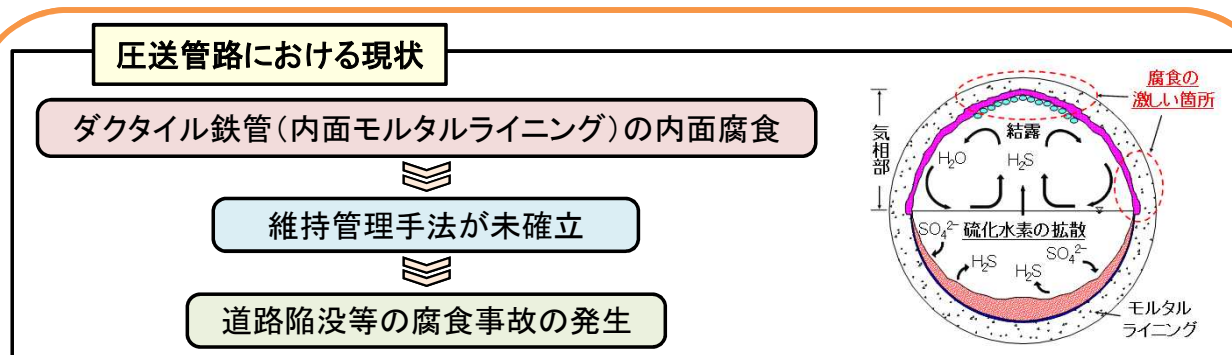 圧送管路における現状
ダクタイル鉄管(内面モルタルライニング)の内面腐食
維持管理手法が未確立
道路陥没等の腐食事故の発生
腐食の
激しい箇所
気相部
結露
H₂O
H₂S
SO₄²⁻
硫化水素の拡散
H₂S
H₂S
SO₄²⁻
モルタル
ライニング